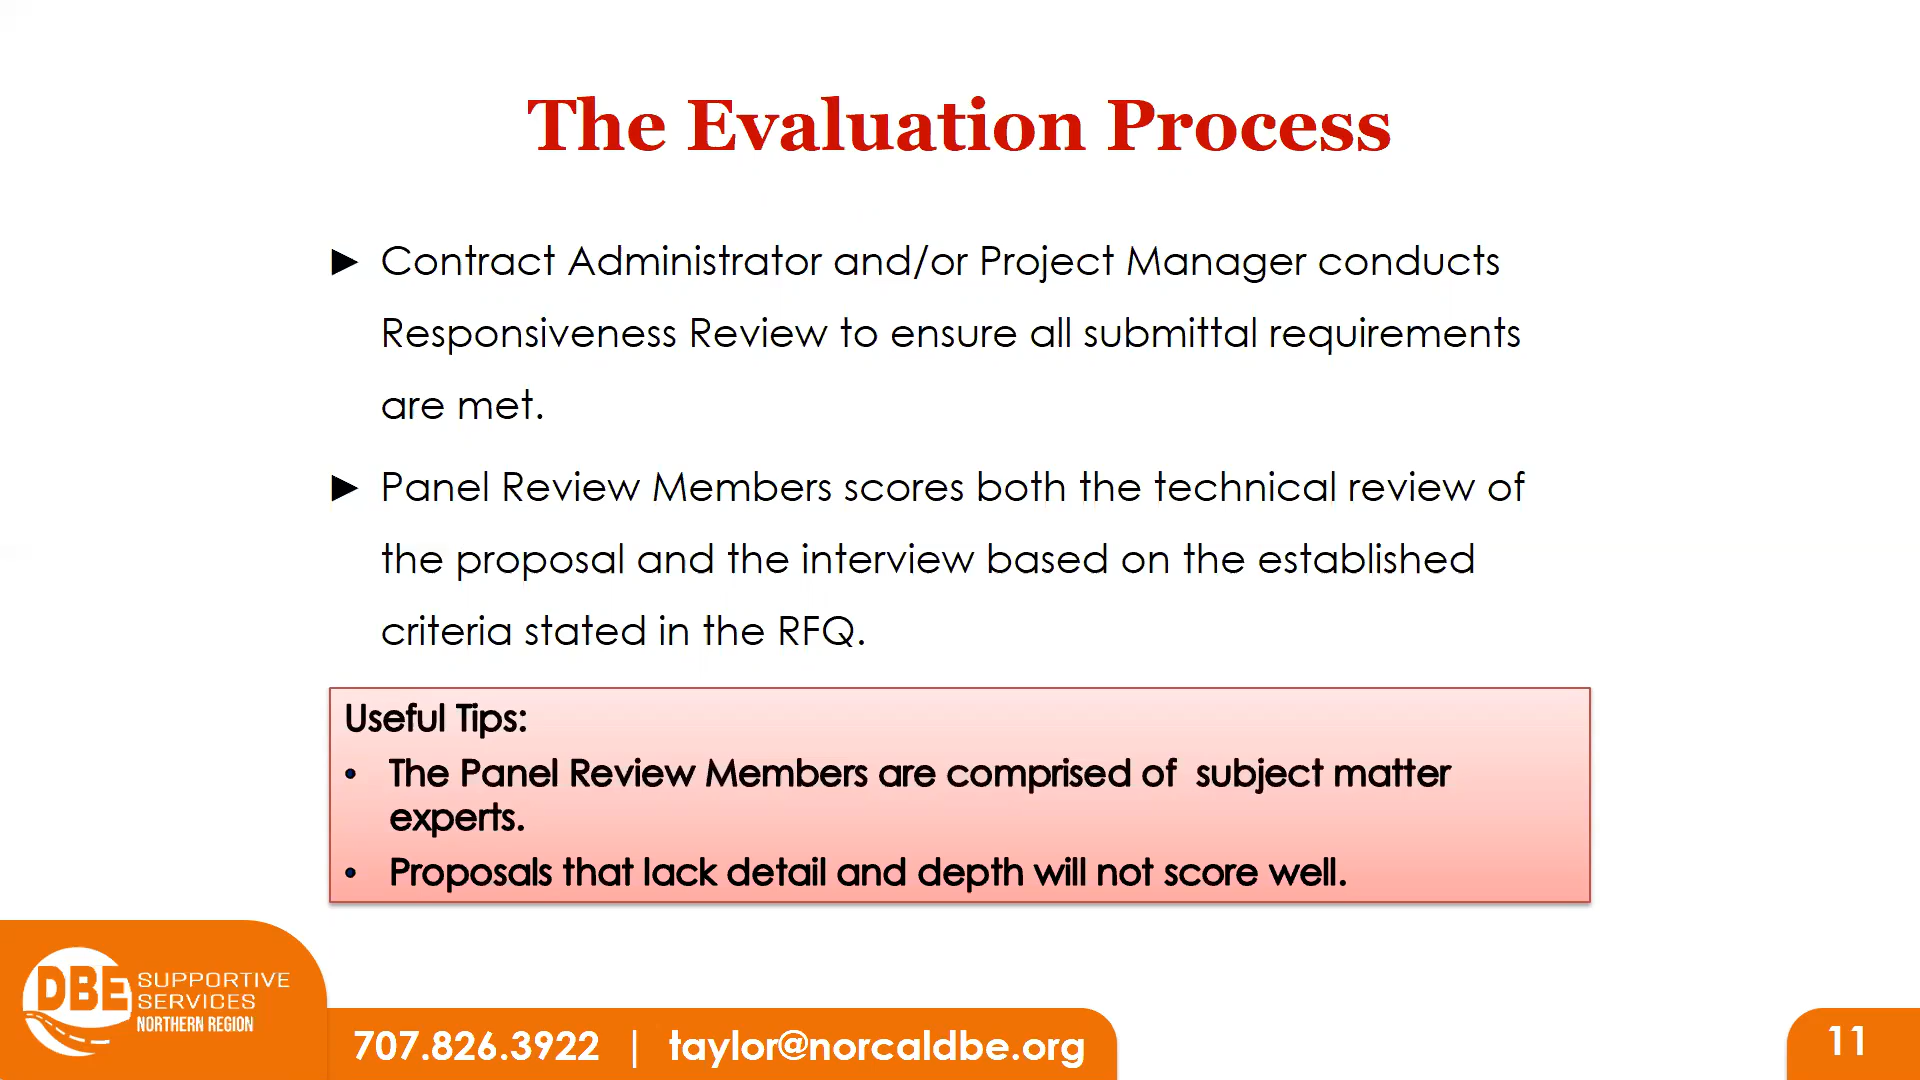 The Evaluation Process
► Contract Administrator and/or Project Manager conducts
Responsiveness Review to ensure all submittal requirements
are met.
► Panel Review Members scores both the technical review of
the proposal and the interview based on the established
criteria stated in the RFQ.
Useful Tips:
• The Panel Review Members are comprised of  subject matter
experts.
• Proposals that lack detail and depth will not score well.
DBE
SUPPORTIVE
SERVICES
NORTHERN REGION
707.826.3922 | taylor@norcaldbe.org
11